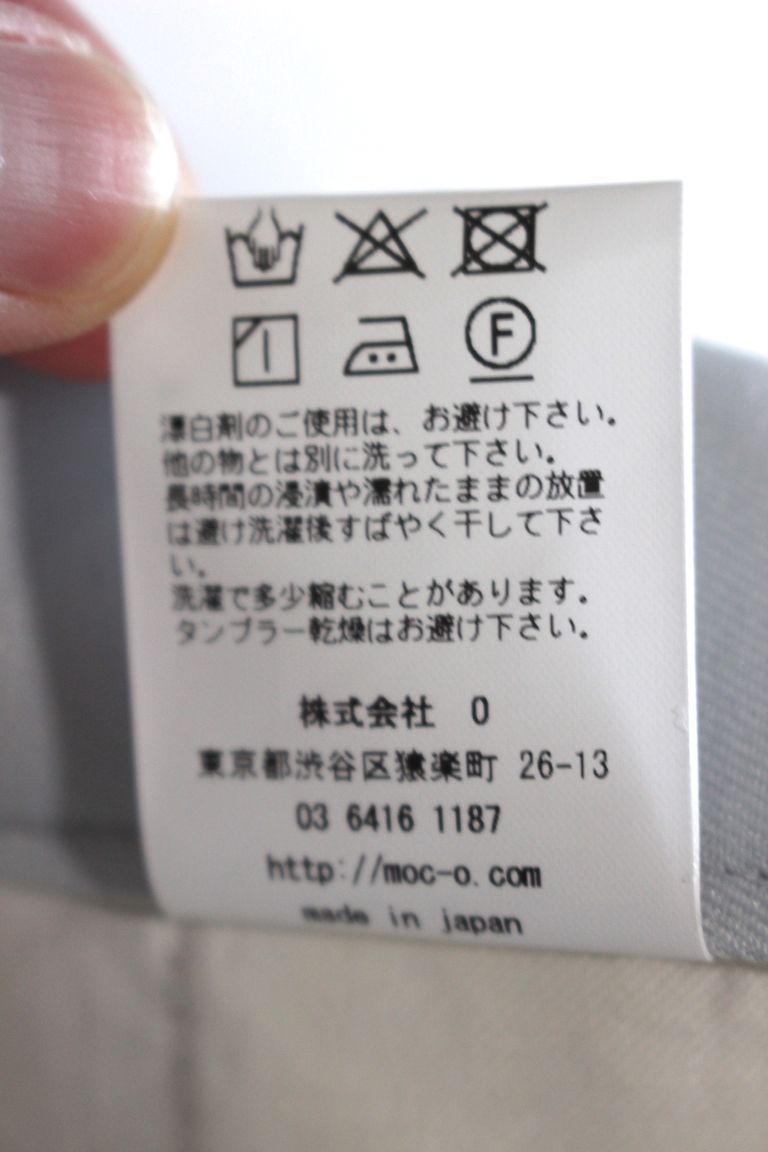 F
漂白剤のご使用は、お避け下さい。
他の物とは別に洗って下さい。
長時間の浸漬や濡れたままの放置
は避け洗濯後すばやく干して下さ
い。
洗濯で多少縮むことがあります。
タンブラー乾燥はお避け下さい。
株式会社 O
東京都渋谷区猿楽町 26-13
03 6416 1187
http://moc-o.com
made in japan